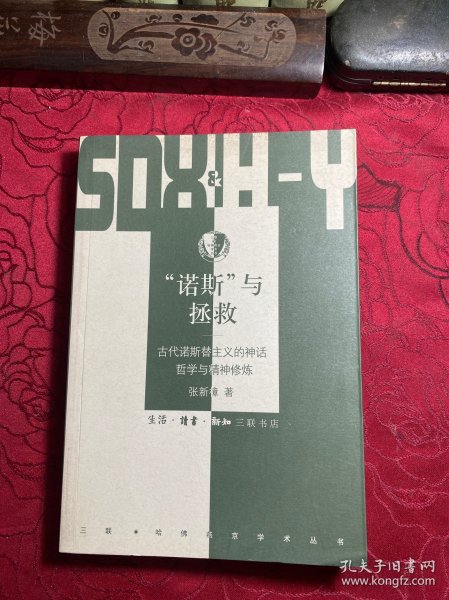 SDX&H-Y
“诺斯”与
拯救
古代诺斯替主义的神话
哲学与精神修炼
张新樟 著
生活·讀書·新知三联书店
三联·哈佛燕京学术丛书
孔夫子旧书网
www.kongfz.com